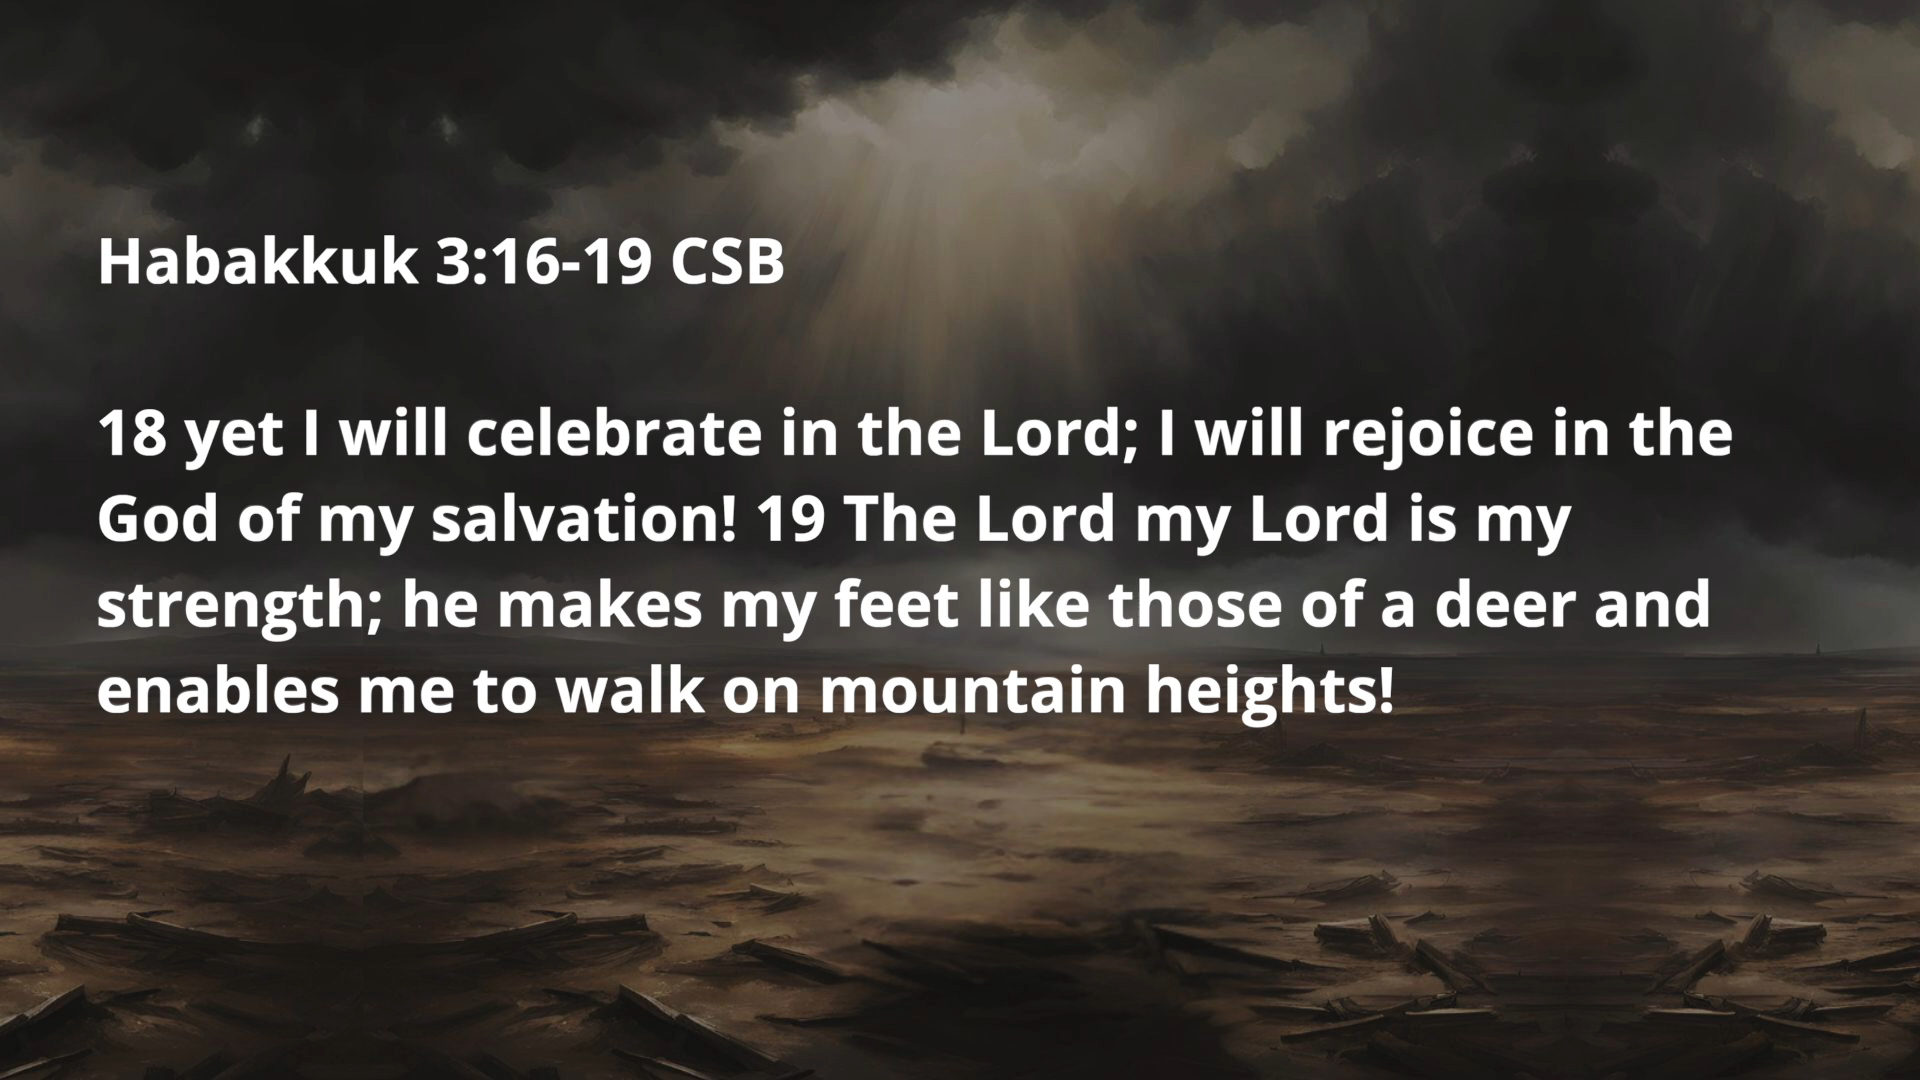 Habakkuk 3:16-19 CSB
18 yet I will celebrate in the Lord; I will rejoice in the
God of my salvation! 19 The Lord my Lord is my
strength; he makes my feet like those of a deer and
enables me to walk on mountain heights!